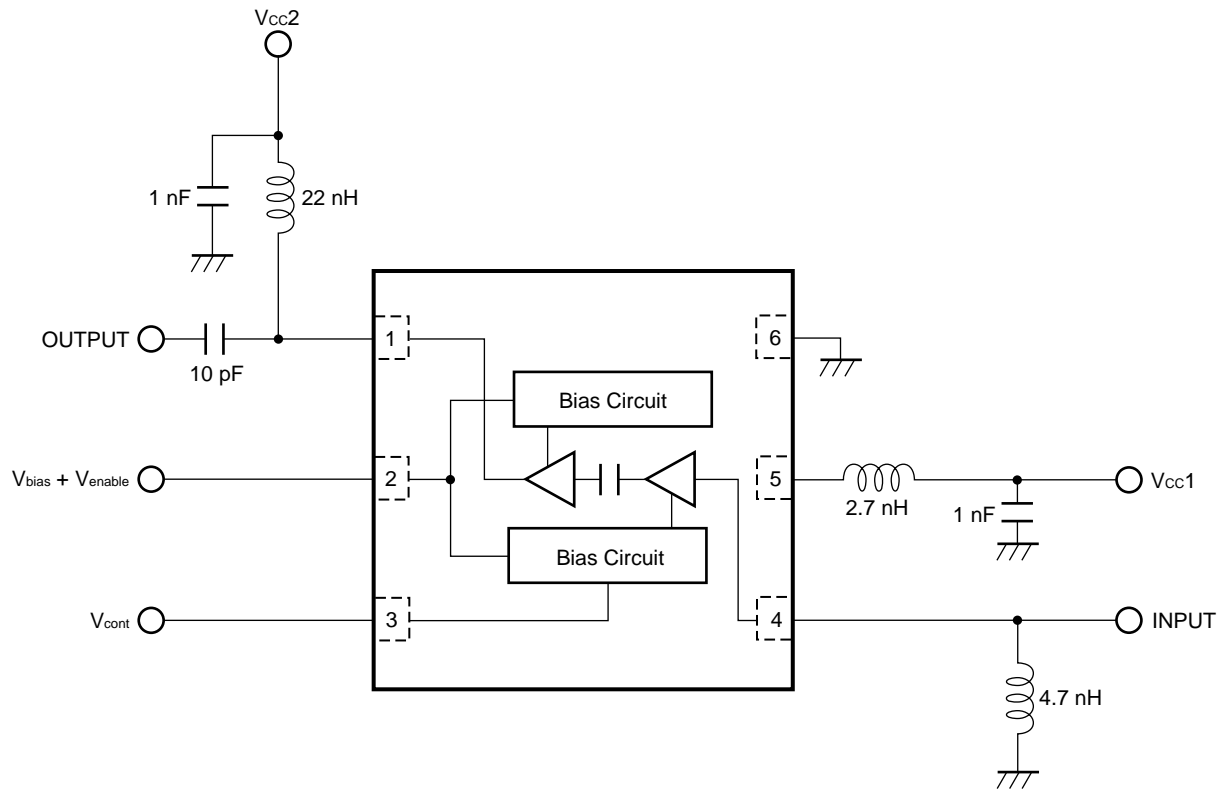 VCC2
1 nF
22 nH
OUTPUT
10 pF
1
6
Bias Circuit
Vbias + Venable
2
5
2.7 nH
1 nF
VCC1
Bias Circuit
Vcont
3
4
INPUT
4.7 nH